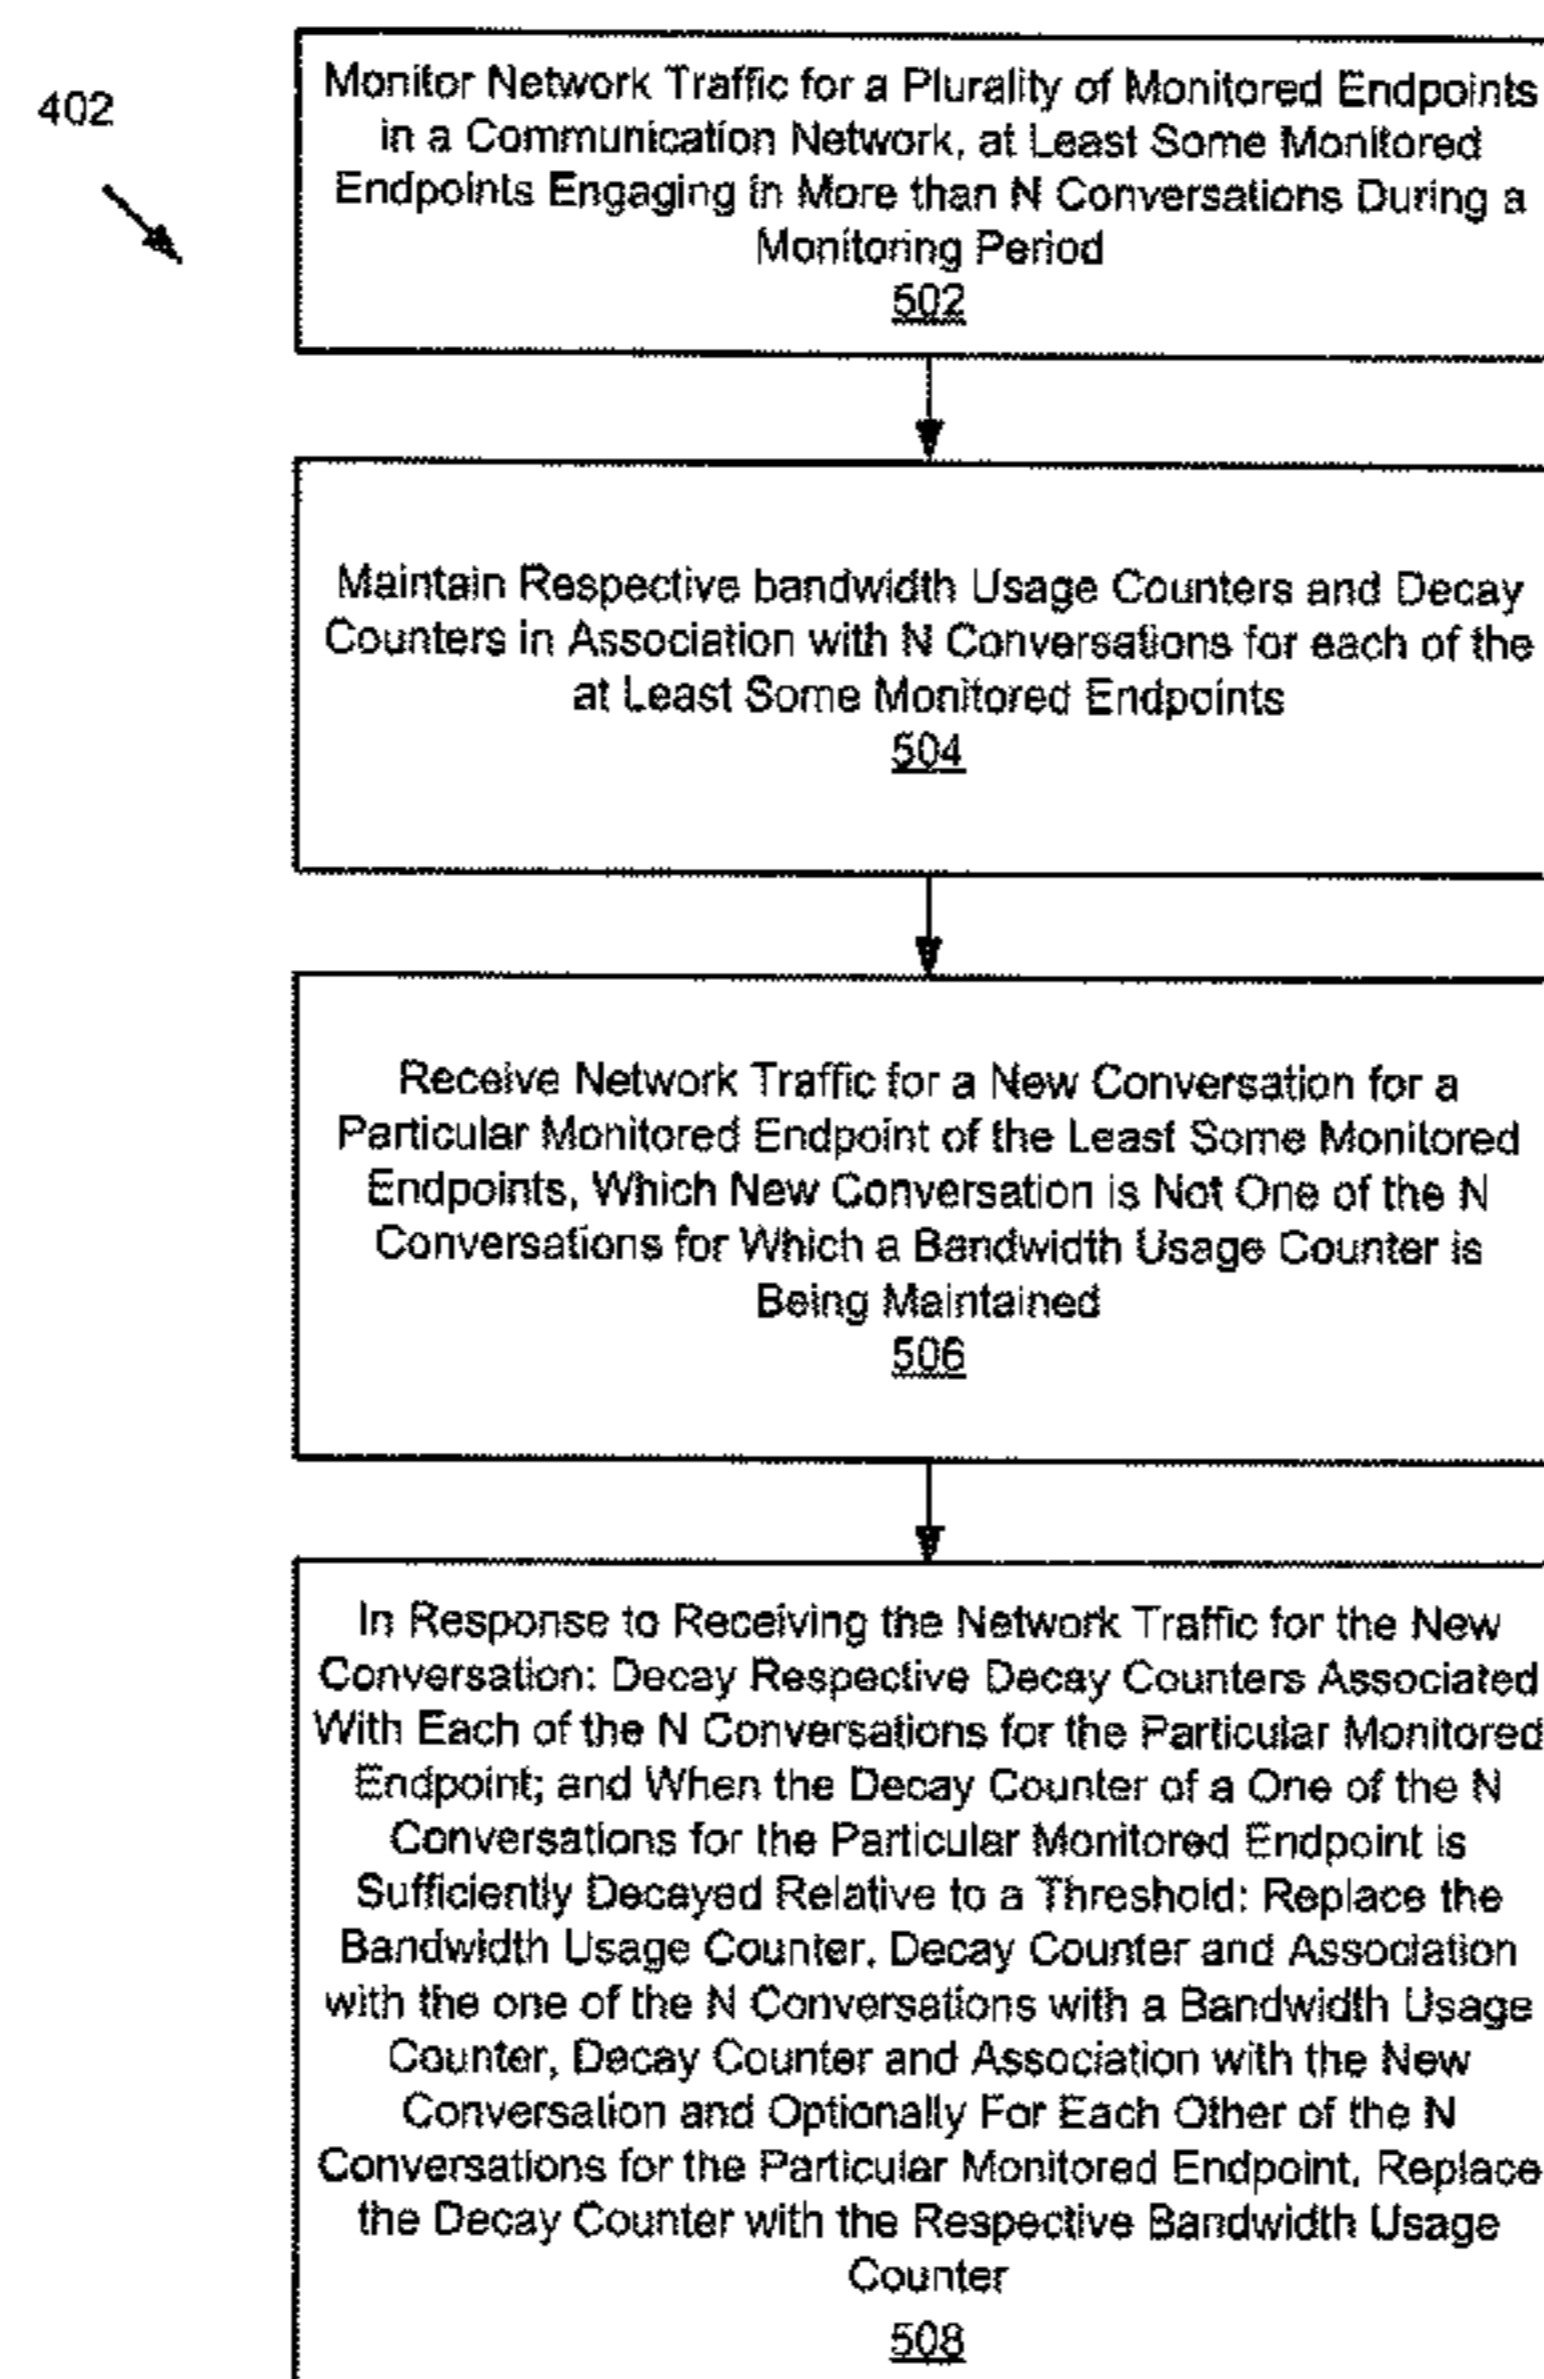 402
Monitor Network Traffic for a Plurality of Monitored Endpoints
in a Communication Network, at Least Some Monitored
Endpoints Engaging in More than N Conversations During a
Monitoring Period
502
Maintain Respective bandwidth Usage Counters and Decay
Counters in Association with N Conversations for each of the
at Least Some Monitored Endpoints
504
Receive Network Traffic for a New Conversation for a
Particular Monitored Endpoint of the Least Some Monitored
Endpoints, Which New Conversation is Not One of the N
Conversations for Which a Bandwidth Usage Counter is
Being Maintained
506
In Response to Receiving the Network Traffic for the New
Conversation: Decay Respective Decay Counters Associated
With Each of the N Conversations for the Particular Monitored
Endpoint; and When the Decay Counter of a One of the N
Conversations for the Particular Monitored Endpoint is
Sufficiently Decayed Relative to a Threshold: Replace the
Bandwidth Usage Counter, Decay Counter and Association
with the one of the N Conversations with a Bandwidth Usage
Counter, Decay Counter and Association with the New
Conversation and Optionally For Each Other of the N
Conversations for the Particular Monitored Endpoint, Replace
the Decay Counter with the Respective Bandwidth Usage
Counter
508